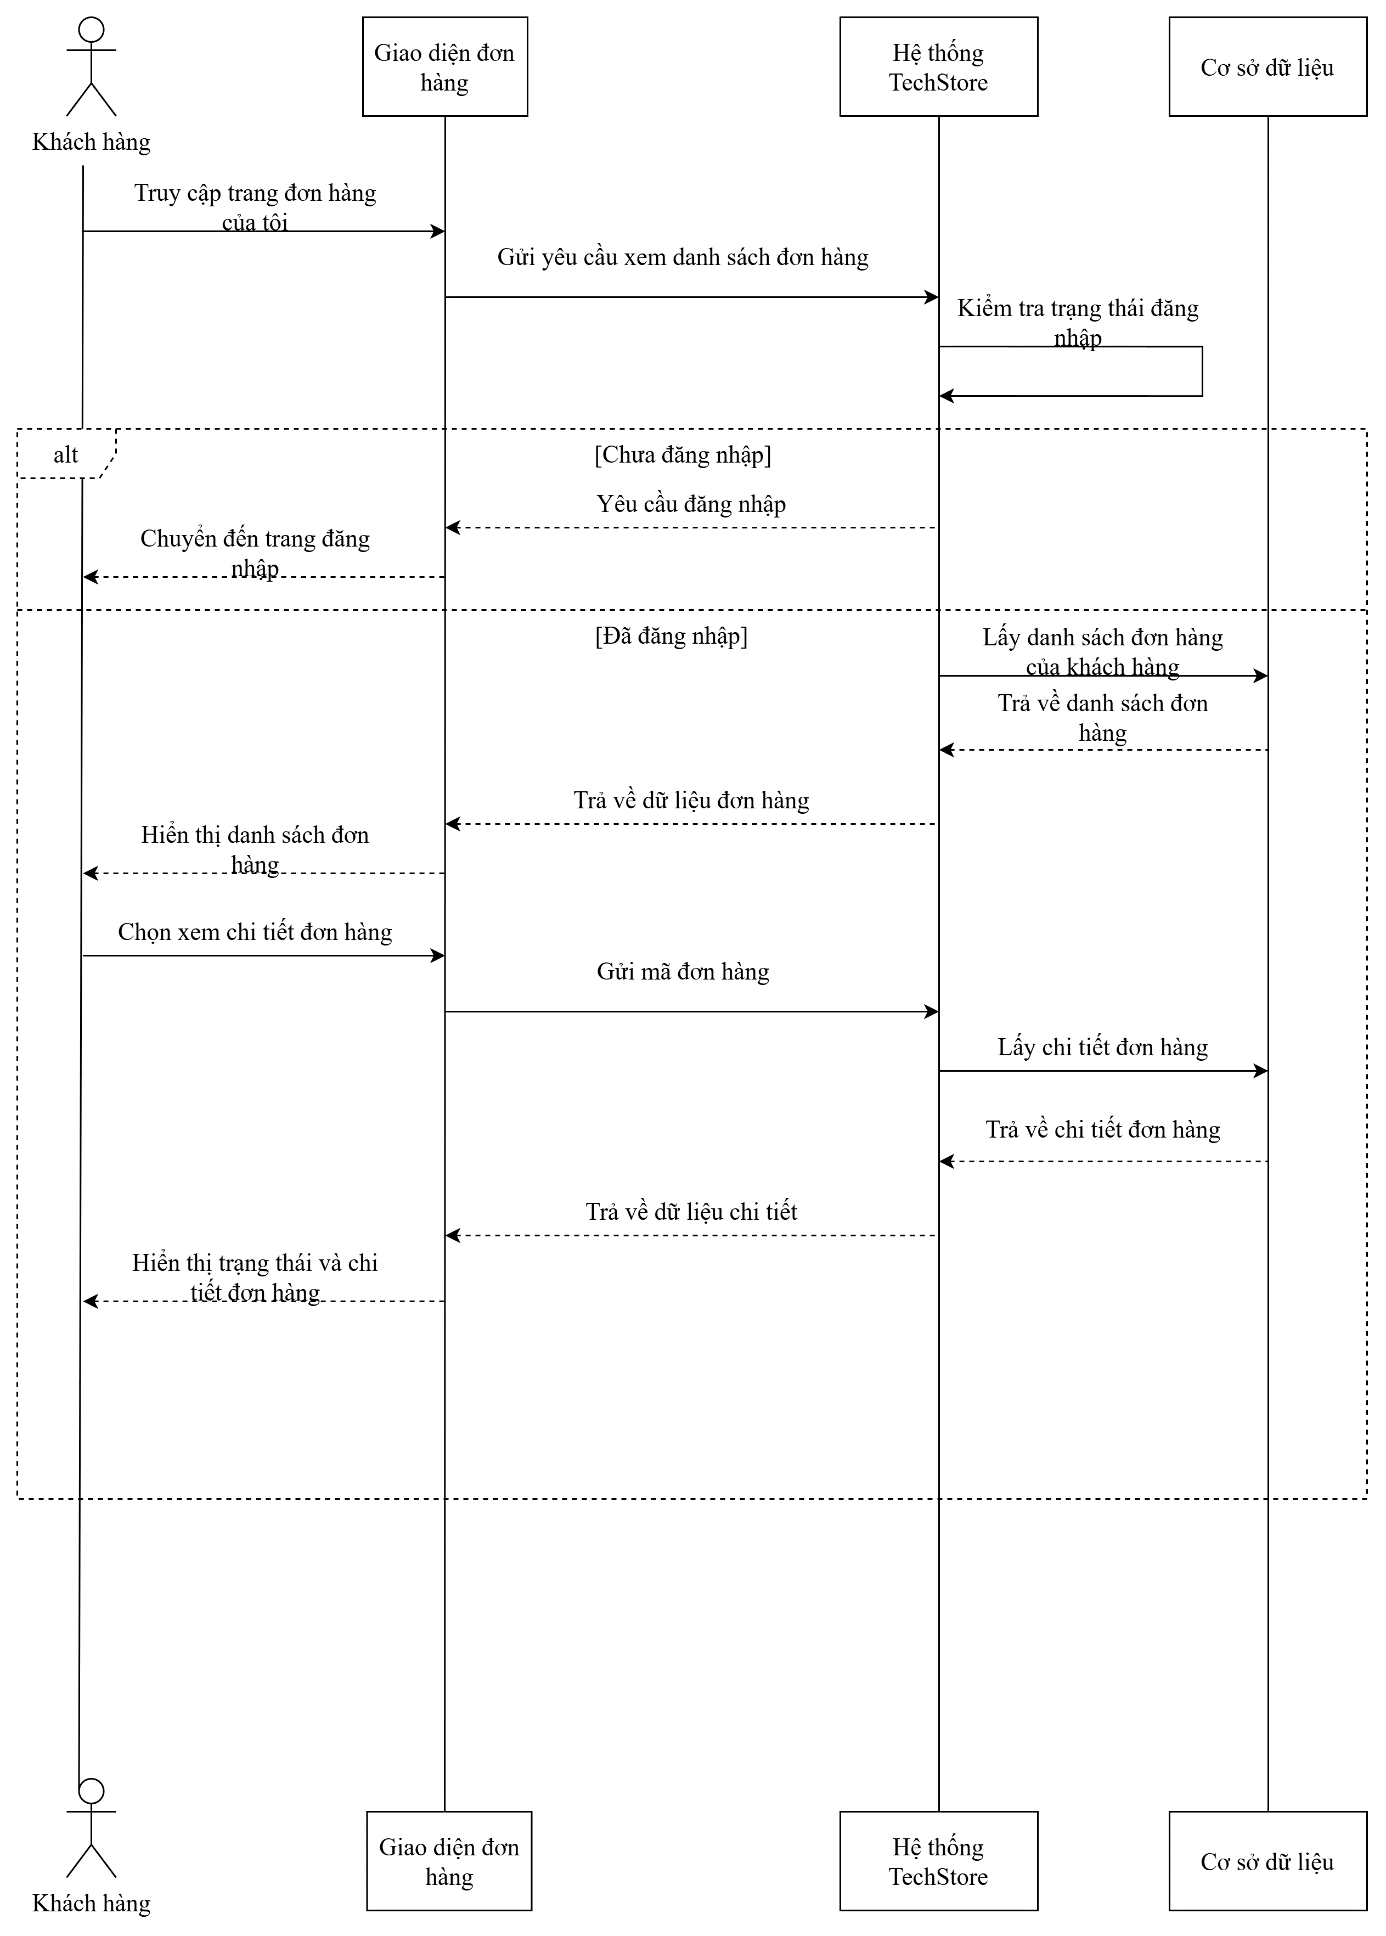 Khách hàng
Giao diện đơn
hàng
Hệ thống
TechStore
Cơ sở dữ liệu
Truy cập trang đơn hàng
của tôi
Gửi yêu cầu xem danh sách đơn hàng
Kiểm tra trạng thái đăng
nhập
alt
[Chưa đăng nhập]
Yêu cầu đăng nhập
Chuyển đến trang đăng
nhập
[Đã đăng nhập]
Lấy danh sách đơn hàng
của khách hàng
Trả về danh sách đơn
hàng
Trả về dữ liệu đơn hàng
Hiển thị danh sách đơn
hàng
Chọn xem chi tiết đơn hàng
Gửi mã đơn hàng
Lấy chi tiết đơn hàng
Trả về chi tiết đơn hàng
Trả về dữ liệu chi tiết
Hiển thị trạng thái và chi
tiết đơn hàng
Khách hàng
Giao diện đơn
hàng
Hệ thống
TechStore
Cơ sở dữ liệu